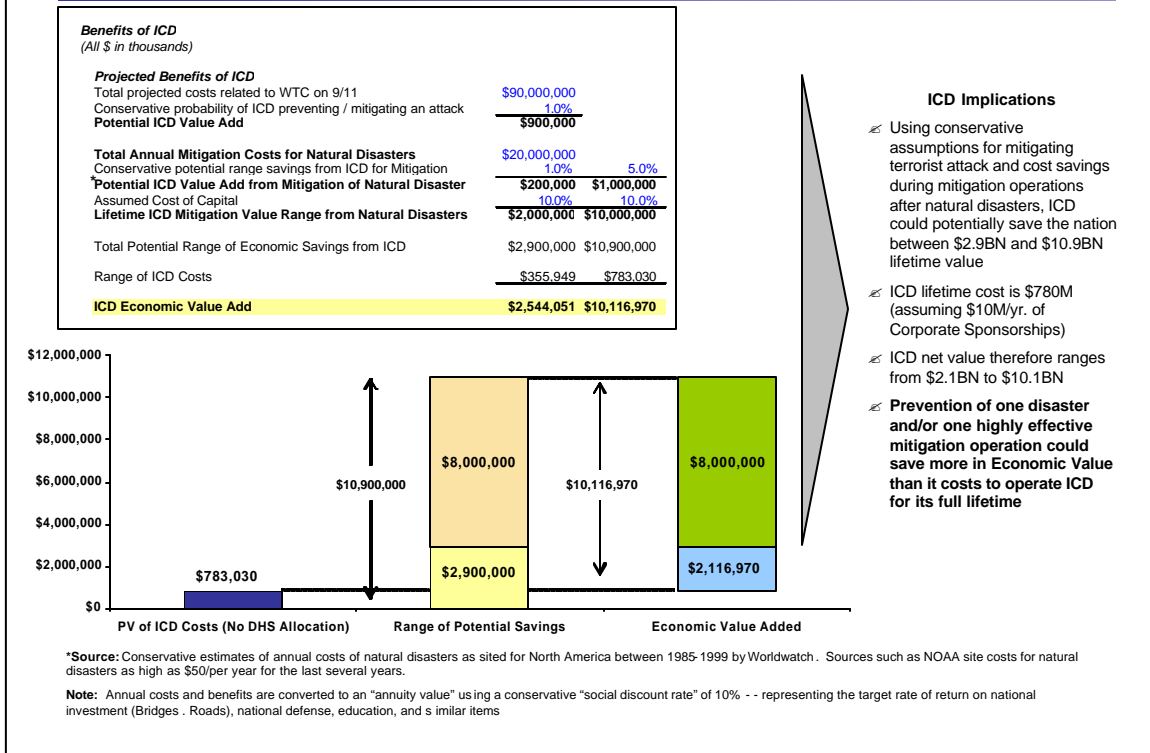 Benefits of ICD
(All $ in thousands)
Projected Benefits of ICD
Total projected costs related to WTC on 9/11 $90,000,000
Conservative probability of ICD preventing / mitigating an attack 1.0%
Potential ICD Value Add $900,000
Total Annual Mitigation Costs for Natural Disasters $20,000,000
Conservative potential range savings from ICD for Mitigation 1.0% 5.0%
*Potential ICD Value Add from Mitigation of Natural Disaster $200,000 $1,000,000
Assumed Cost of Capital 10.0% 10.0%
Lifetime ICD Mitigation Value Range from Natural Disasters $2,000,000 $10,000,000
Total Potential Range of Economic Savings from ICD $2,900,000 $10,900,000
Range of ICD Costs $355,949 $783,030
ICD Economic Value Add $2,544,051 $10,116,970
ICD Implications
Using conservative
assumptions for mitigating
terrorist attack and cost savings
during mitigation operations
after natural disasters, ICD
could potentially save the nation
between $2.9BN and $10.9BN
lifetime value
ICD lifetime cost is $780M
(assuming $10M/yr. of
Corporate Sponsorships)
ICD net value therefore ranges
from $2.1BN to $10.1BN
Prevention of one disaster
and/or one highly effective
mitigation operation could
save more in Economic Value
than it costs to operate ICD
for its full lifetime
$12,000,000
$10,000,000
$8,000,000
$6,000,000
$4,000,000
$2,000,000
$0
$783,030
$10,900,000
$8,000,000
$2,900,000
$10,116,970
$8,000,000
$2,116,970
PV of ICD Costs (No DHS Allocation) Range of Potential Savings Economic Value Added
*Source: Conservative estimates of annual costs of natural disasters as sited for North America between 1985-1999 by Worldwatch. Sources such as NOAA site costs for natural
disasters as high as $50/per year for the last several years.
Note: Annual costs and benefits are converted to an “annuity value” using a conservative “social discount rate” of 10% - - representing the target rate of return on national
investment (Bridges . Roads), national defense, education, and s imilar items